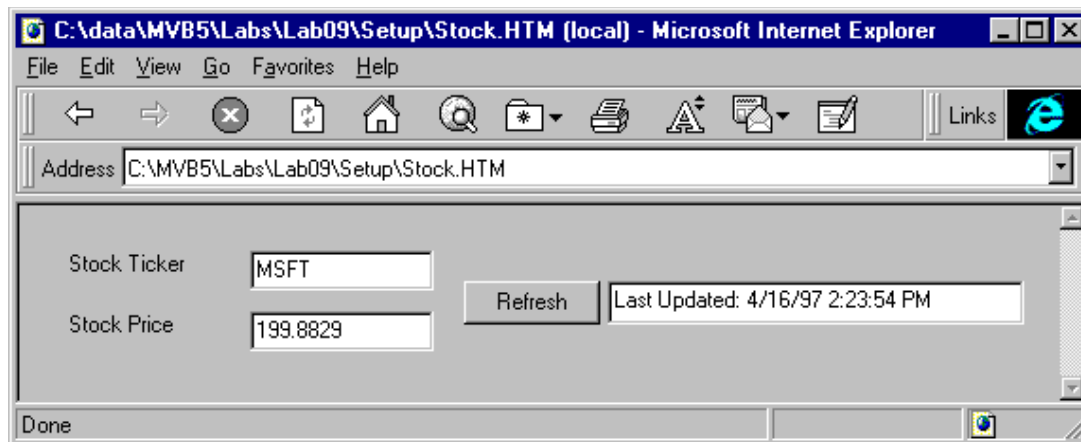 C:\data\MVB5\Labs\Lab09\Setup\Stock.HTM (local) - Microsoft Internet Explorer
File Edit View Go Favorites Help
Links
Address C:\MVB5\Labs\Lab09\Setup\Stock.HTM
Stock Ticker MSFT
Refresh Last Updated: 4/16/97 2:23:54 PM
Stock Price 199.8829
Done